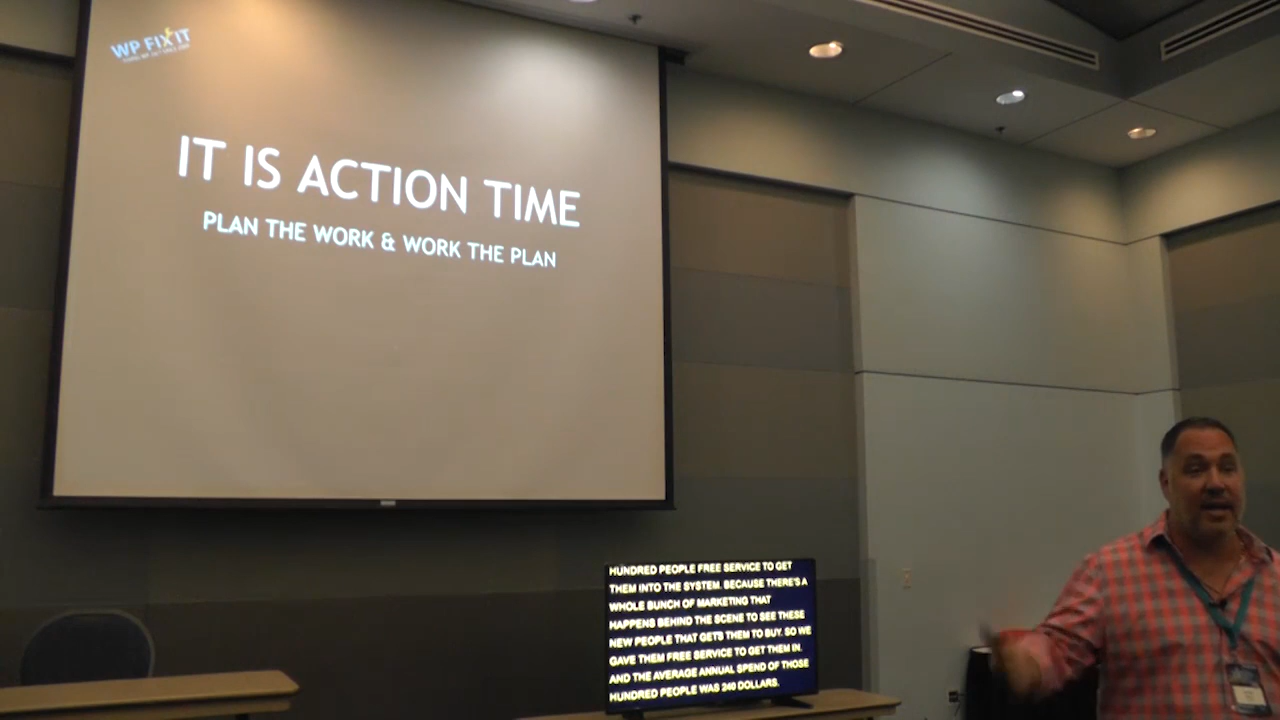 WP FIX IT
IT IS ACTION TIME
PLAN THE WORK & WORK THE PLAN
HUNDRED PEOPLE FREE SERVICE TO GET
THEM INTO THE SYSTEM. BECAUSE THERE'S A
WHOLE BUNCH OF MARKETING THAT
HAPPENS BEHIND THE SCENE TO SEE THESE
NEW PEOPLE THAT GETS THEM TO BUY. SO WE
GAVE THEM FREE SERVICE TO GET THEM IN.
AND THE AVERAGE ANNUAL SPEND OF THOSE
HUNDRED PEOPLE WAS 240 DOLLARS.